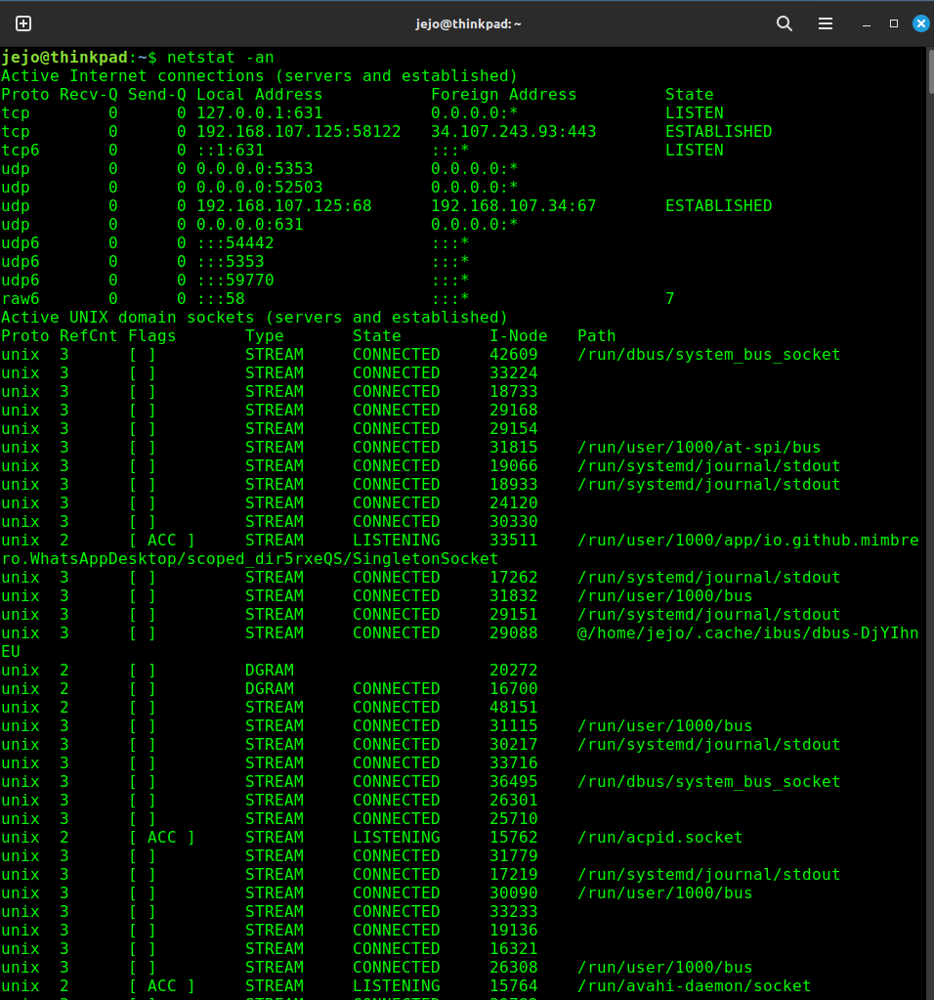 jejo@thinkpad: ~
jejo@thinkpad:~$ netstat -an
Active Internet connections (servers and established)
Proto Recv-Q Send-Q Local Address           Foreign Address         State
tcp        0      0 127.0.0.1:631           0.0.0.0:*               LISTEN
tcp        0      0 192.168.107.125:58122   34.107.243.93:443       ESTABLISHED
tcp6       0      0 ::1:631                 :::*                    LISTEN
udp        0      0 0.0.0.0:5353            0.0.0.0:*
udp        0      0 0.0.0.0:52503           0.0.0.0:*
udp        0      0 192.168.107.125:68      192.168.107.34:67       ESTABLISHED
udp        0      0 0.0.0.0:631             0.0.0.0:*
udp6       0      0 :::54442                :::*
udp6       0      0 :::5353                 :::*
udp6       0      0 :::59770                :::*
raw6       0      0 :::58                   :::*                    7
Active UNIX domain sockets (servers and established)
Proto RefCnt Flags       Type       State         I-Node   Path
unix  3      [ ]         STREAM     CONNECTED     42609    /run/dbus/system_bus_socket
unix  3      [ ]         STREAM     CONNECTED     33224
unix  3      [ ]         STREAM     CONNECTED     18733
unix  3      [ ]         STREAM     CONNECTED     29168
unix  3      [ ]         STREAM     CONNECTED     29154
unix  3      [ ]         STREAM     CONNECTED     31815    /run/user/1000/at-spi/bus
unix  3      [ ]         STREAM     CONNECTED     19066    /run/systemd/journal/stdout
unix  3      [ ]         STREAM     CONNECTED     18933    /run/systemd/journal/stdout
unix  3      [ ]         STREAM     CONNECTED     24120
unix  3      [ ]         STREAM     CONNECTED     30330
unix  2      [ ACC ]     STREAM     LISTENING     33511    /run/user/1000/app/io.github.mimbre
ro.WhatsAppDesktop/scoped_dir5rxeQS/SingletonSocket
unix  3      [ ]         STREAM     CONNECTED     17262    /run/systemd/journal/stdout
unix  3      [ ]         STREAM     CONNECTED     31832    /run/user/1000/bus
unix  3      [ ]         STREAM     CONNECTED     29151    /run/systemd/journal/stdout
unix  3      [ ]         STREAM     CONNECTED     29088    @/home/jejo/.cache/ibus/dbus-DjYIhn
EU
unix  2      [ ]         DGRAM                    20272
unix  2      [ ]         DGRAM      CONNECTED     16700
unix  2      [ ]         STREAM     CONNECTED     48151
unix  3      [ ]         STREAM     CONNECTED     31115    /run/user/1000/bus
unix  3      [ ]         STREAM     CONNECTED     30217    /run/systemd/journal/stdout
unix  3      [ ]         STREAM     CONNECTED     33716
unix  3      [ ]         STREAM     CONNECTED     36495    /run/dbus/system_bus_socket
unix  3      [ ]         STREAM     CONNECTED     26301
unix  3      [ ]         STREAM     CONNECTED     25710
unix  2      [ ACC ]     STREAM     LISTENING     15762    /run/acpid.socket
unix  3      [ ]         STREAM     CONNECTED     31779
unix  3      [ ]         STREAM     CONNECTED     17219    /run/systemd/journal/stdout
unix  3      [ ]         STREAM     CONNECTED     30090    /run/user/1000/bus
unix  3      [ ]         STREAM     CONNECTED     33233
unix  3      [ ]         STREAM     CONNECTED     19136
unix  3      [ ]         STREAM     CONNECTED     16321
unix  3      [ ]         STREAM     CONNECTED     26308    /run/user/1000/bus
unix  2      [ ACC ]     STREAM     LISTENING     15764    /run/avahi-daemon/socket